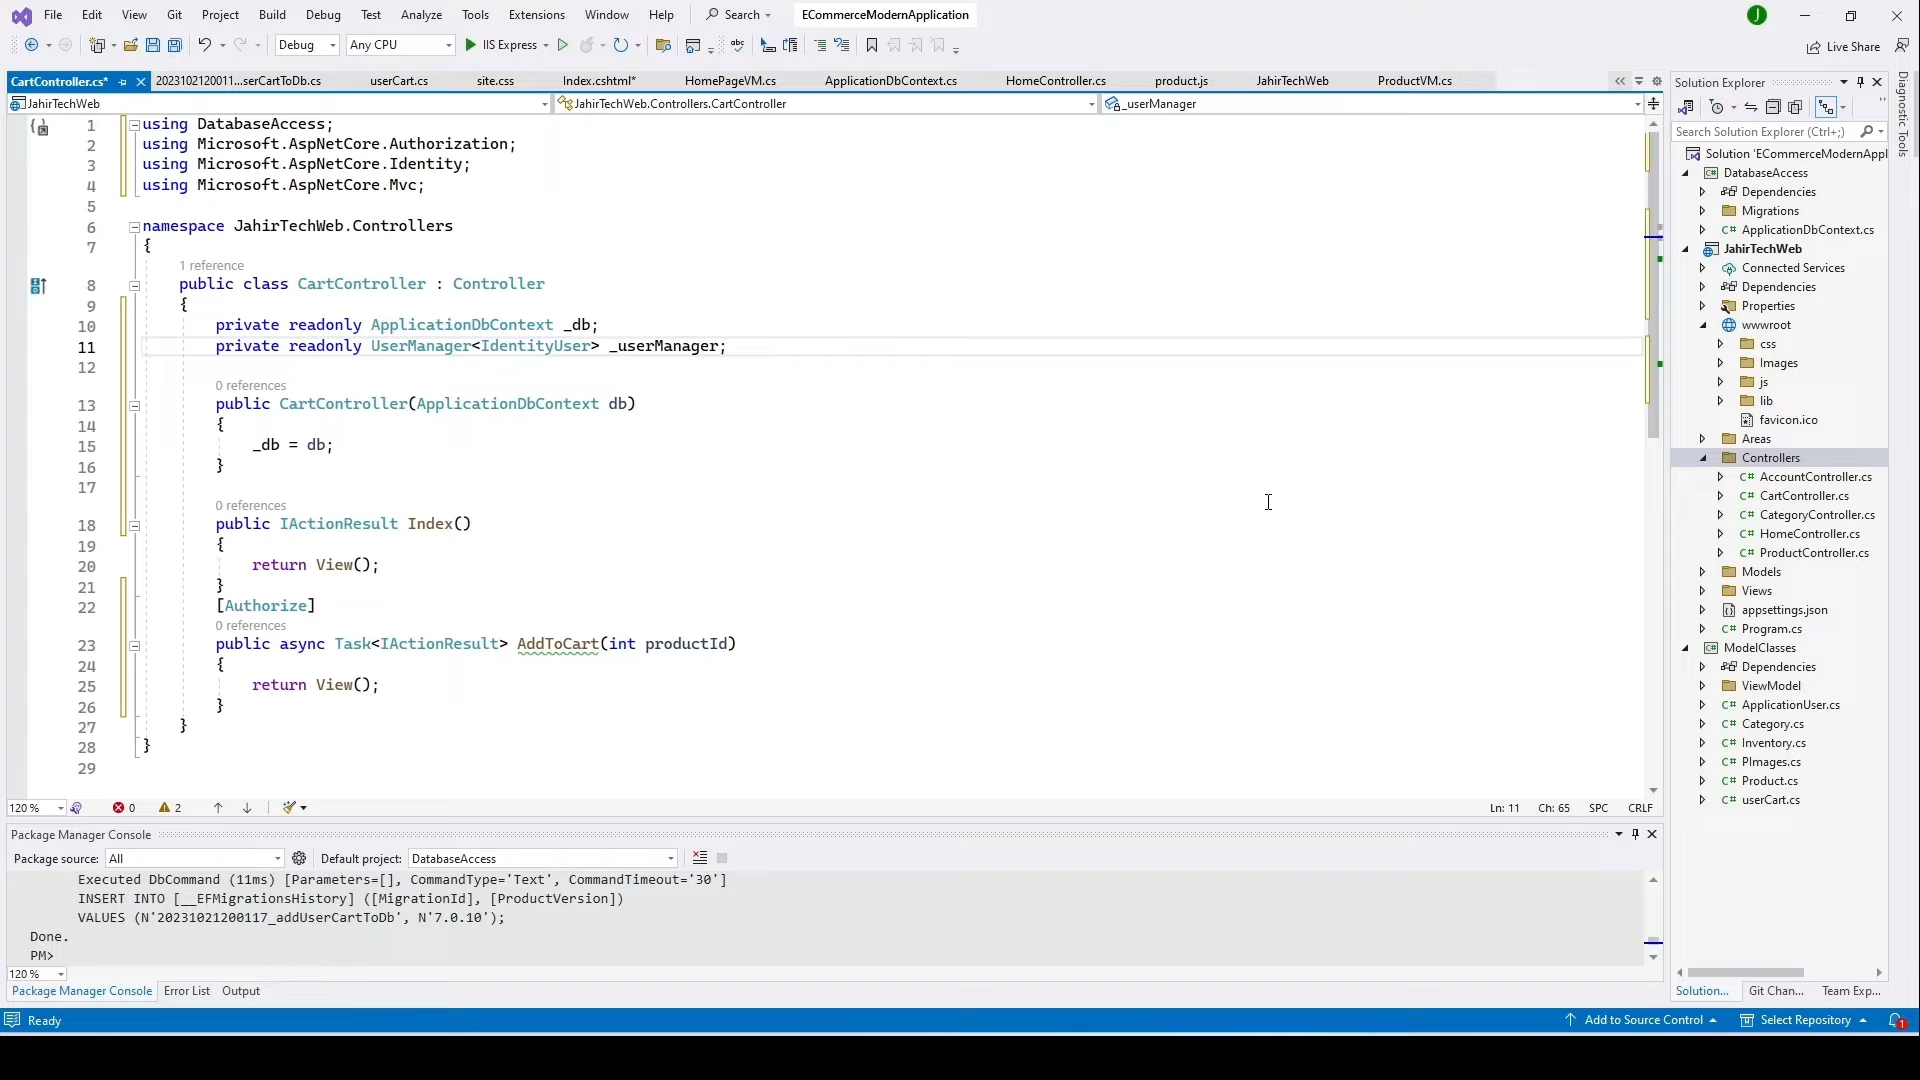 File Edit View Git Project Build Debug Test Analyze Tools Extensions Window Help Search ECommerceModernApplication J
Debug Any CPU IIS Express Live Share
CartController.cs* 2023102120011...serCartToDb.cs userCart.cs site.css Index.cshtml* HomePageVM.cs ApplicationDbContext.cs HomeController.cs product.js JahirTechWeb ProductVM.cs
JahirTechWeb JahirTechWeb.Controllers.CartController _userManager
1 using DatabaseAccess;
2 using Microsoft.AspNetCore.Authorization;
3 using Microsoft.AspNetCore.Identity;
4 using Microsoft.AspNetCore.Mvc;
5
6 namespace JahirTechWeb.Controllers
7 {
1 reference
8 public class CartController : Controller
9 {
10 private readonly ApplicationDbContext _db;
11 private readonly UserManager<IdentityUser> _userManager;
12
0 references
13 public CartController(ApplicationDbContext db)
14 {
15 _db = db;
16 }
17
0 references
18 public IActionResult Index()
19 {
20 return View();
21 }
22 [Authorize]
0 references
23 public async Task<IActionResult> AddToCart(int productId)
24 {
25 return View();
26 }
27 }
28 }
29
120 % 0 2 Ln: 11 Ch: 65 SPC CRLF
Package Manager Console
Package source: All Default project: DatabaseAccess
Executed DbCommand (11ms) [Parameters=[], CommandType='Text', CommandTimeout='30']
INSERT INTO [__EFMigrationsHistory] ([MigrationId], [ProductVersion])
VALUES (N'20231021200117_addUserCartToDb', N'7.0.10');
Done.
PM>
120 %
Package Manager Console Error List Output
Solution Explorer
Search Solution Explorer (Ctrl+;)
Solution 'ECommerceModernAppl
DatabaseAccess
Dependencies
Migrations
ApplicationDbContext.cs
JahirTechWeb
Connected Services
Dependencies
Properties
wwwroot
css
Images
js
lib
favicon.ico
Areas
Controllers
AccountController.cs
CartController.cs
CategoryController.cs
HomeController.cs
ProductController.cs
Models
Views
appsettings.json
Program.cs
ModelClasses
Dependencies
ViewModel
ApplicationUser.cs
Category.cs
Inventory.cs
PImages.cs
Product.cs
userCart.cs
Solution... Git Chan... Team Exp...
Diagnostic Tools
Ready Add to Source Control Select Repository 1